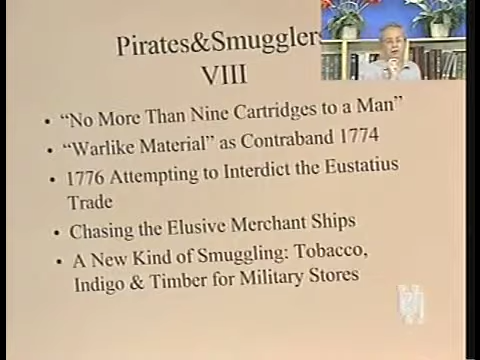 Pirates&Smugglers
VIII
• “No More Than Nine Cartridges to a Man”
• “Warlike Material” as Contraband 1774
• 1776 Attempting to Interdict the Eustatius
Trade
• Chasing the Elusive Merchant Ships
• A New Kind of Smuggling: Tobacco,
Indigo & Timber for Military Stores